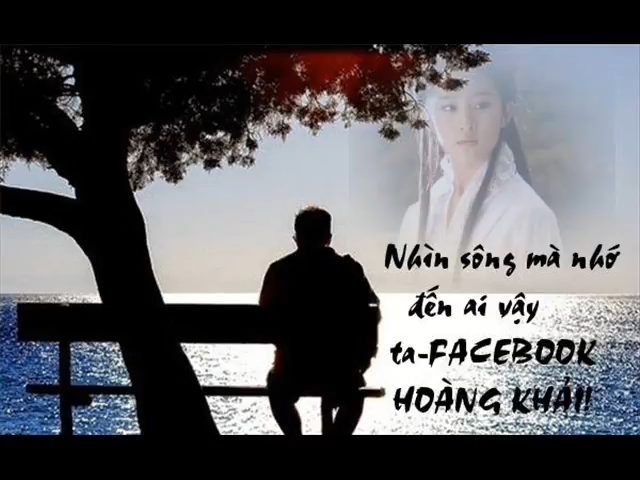 Nhìn sông mà nhớ
đến ai vậy
ta-FACEBOOK
HOÀNG KHẢI!!